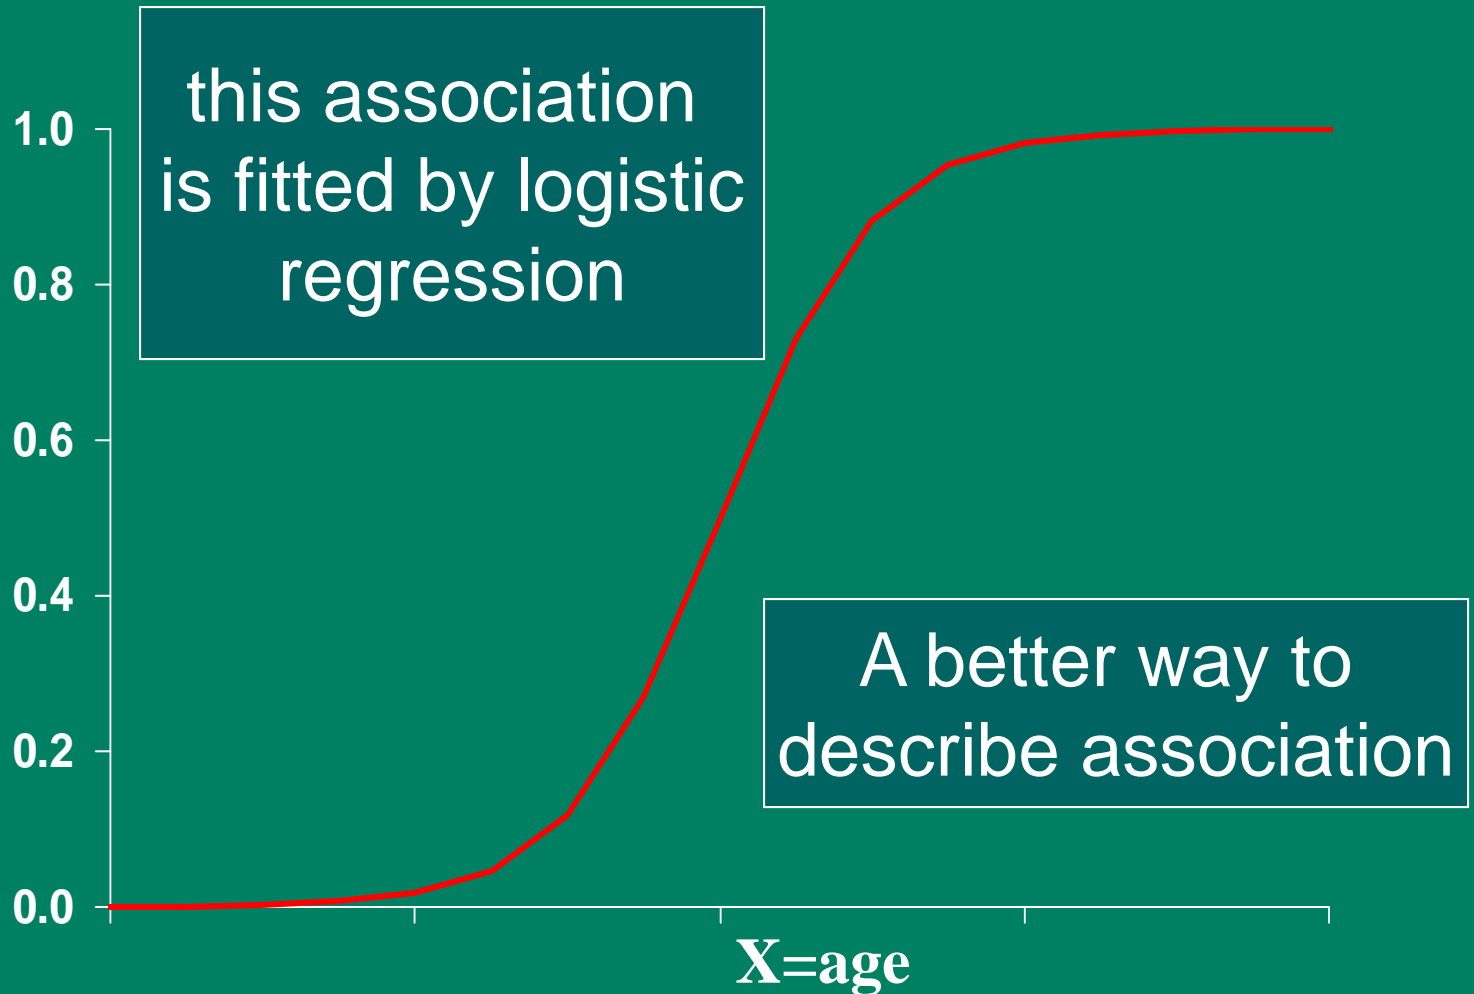 this association
is fitted by logistic
regression
1.0
0.8
0.6
0.4
0.2
0.0
A better way to
describe association
X=age